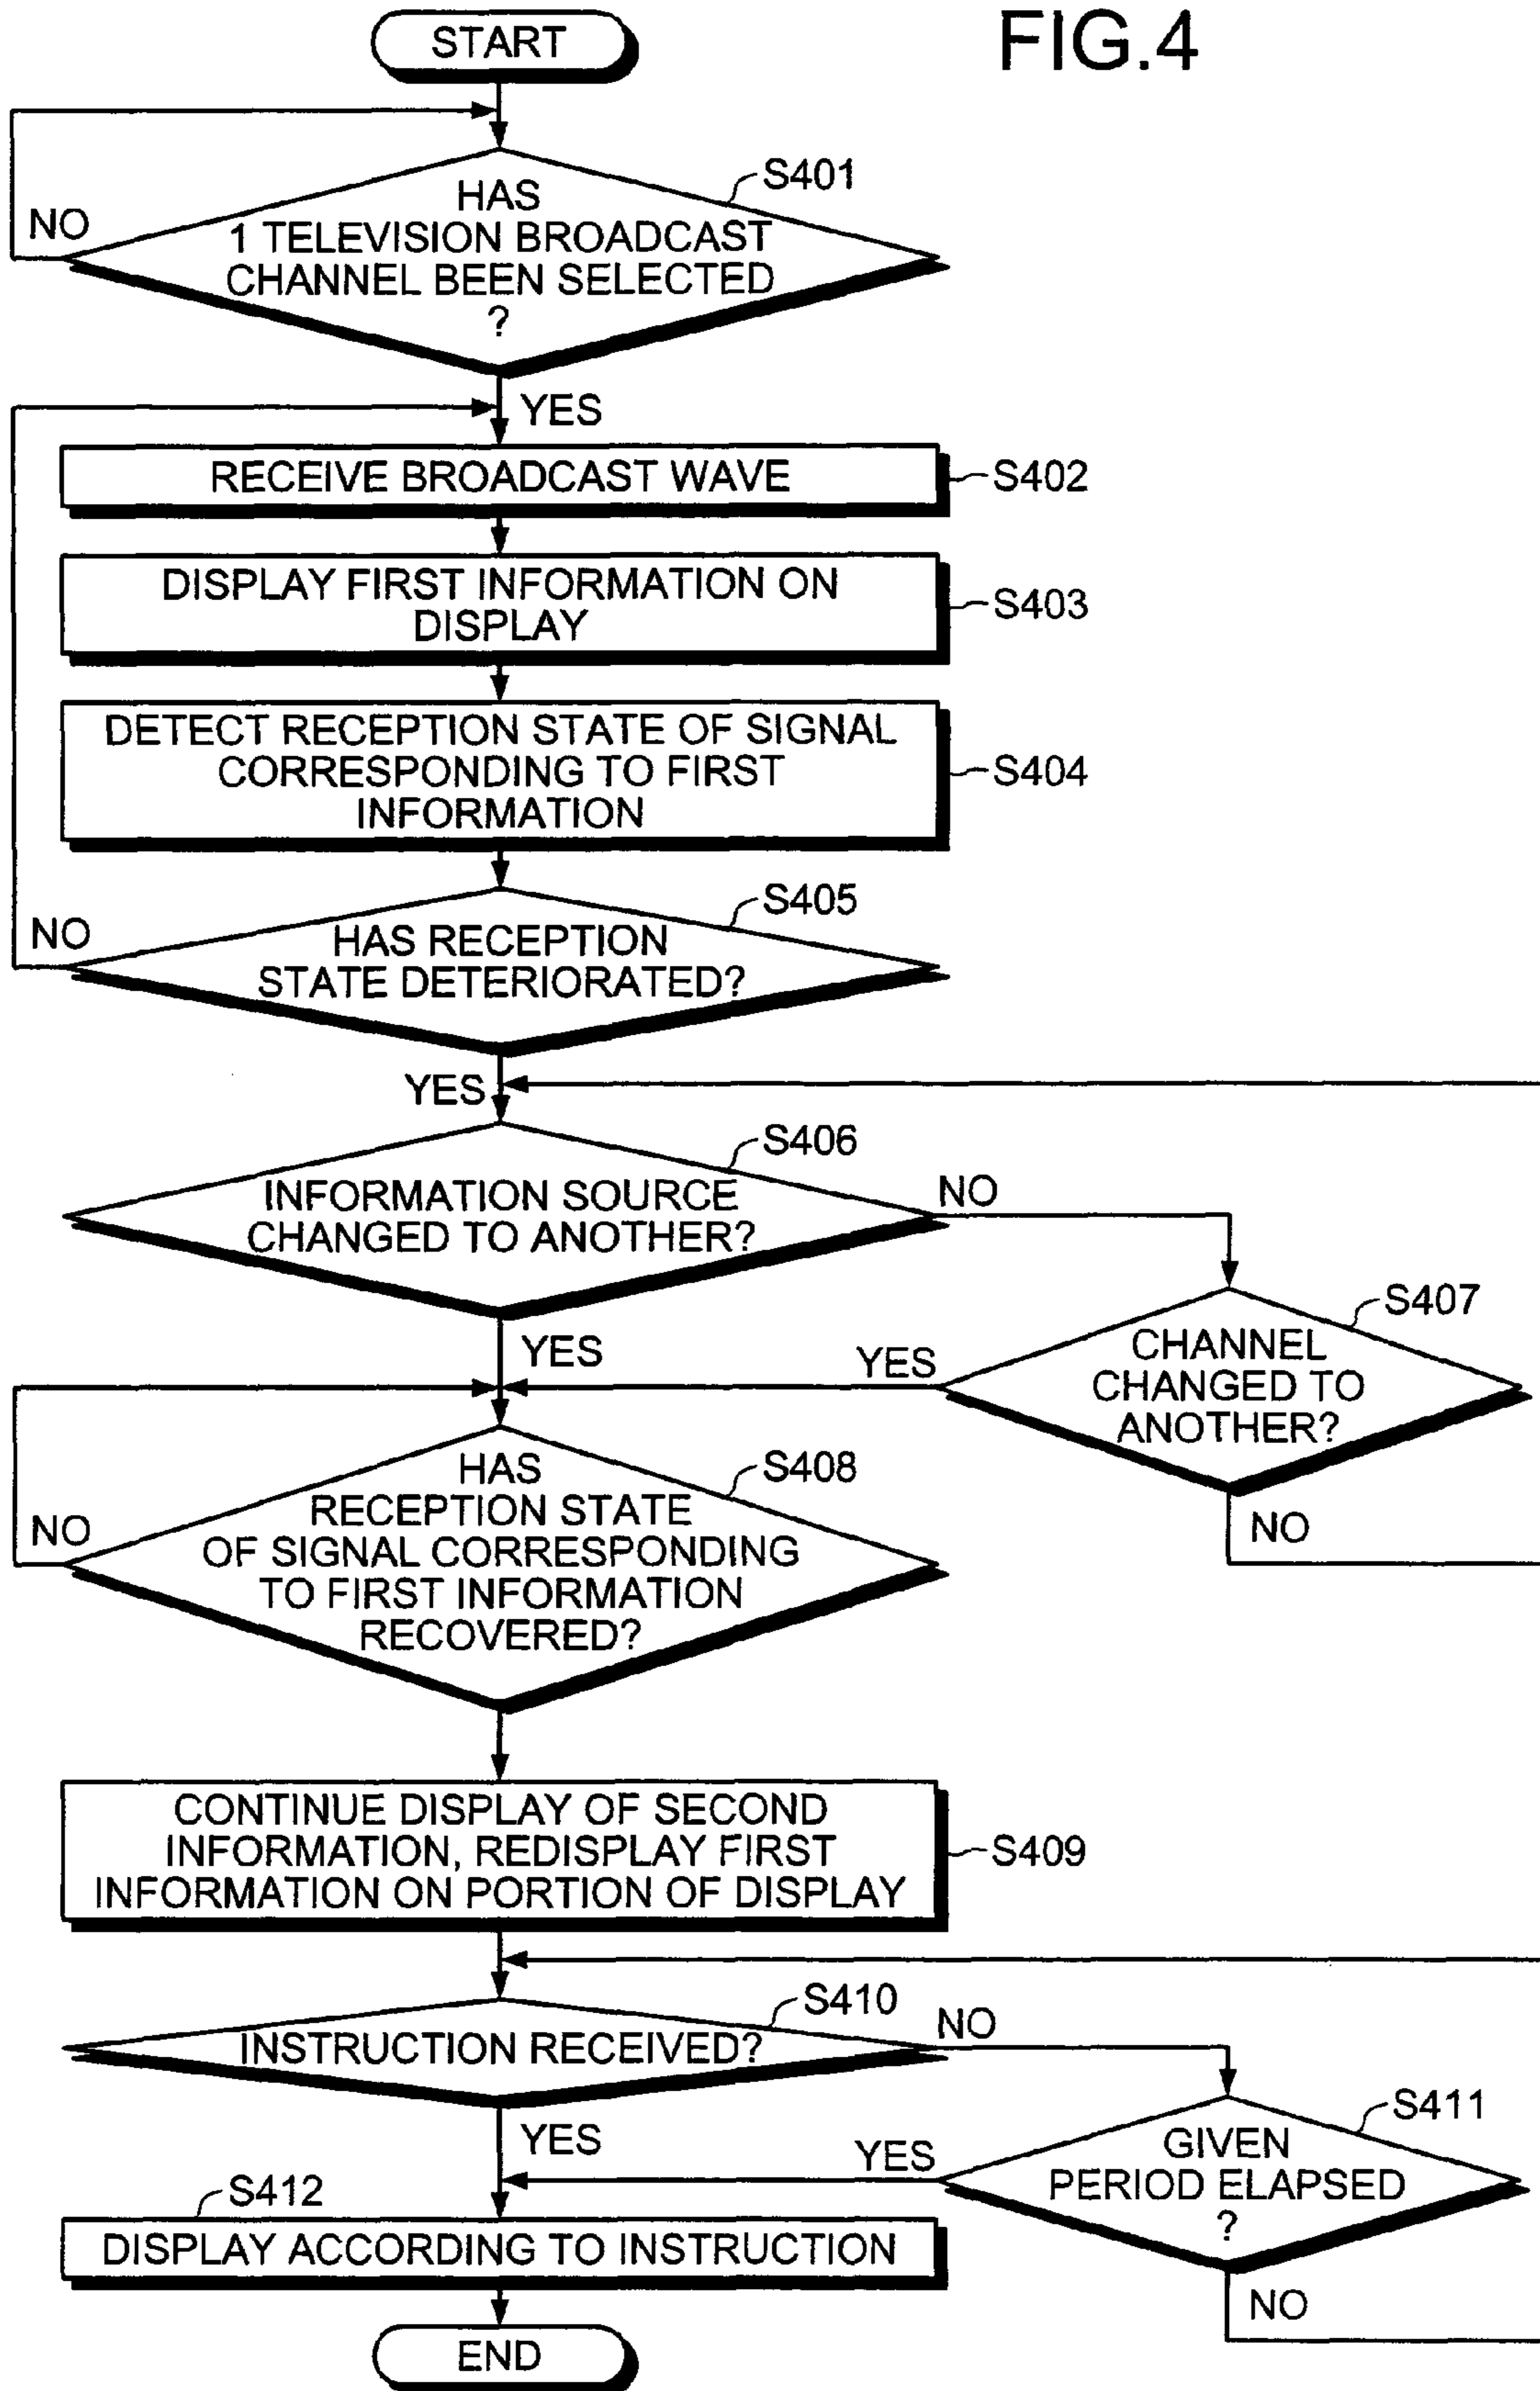 FIG.4
START
S401
HAS
1 TELEVISION BROADCAST
CHANNEL BEEN SELECTED
?
NO
YES
RECEIVE BROADCAST WAVE
S402
DISPLAY FIRST INFORMATION ON
DISPLAY
S403
DETECT RECEPTION STATE OF SIGNAL
CORRESPONDING TO FIRST
INFORMATION
S404
S405
HAS RECEPTION
STATE DETERIORATED?
NO
YES
S406
INFORMATION SOURCE
CHANGED TO ANOTHER?
NO
YES
S407
CHANNEL
CHANGED TO
ANOTHER?
YES
NO
S408
HAS
RECEPTION STATE
OF SIGNAL CORRESPONDING
TO FIRST INFORMATION
RECOVERED?
NO
CONTINUE DISPLAY OF SECOND
INFORMATION, REDISPLAY FIRST
INFORMATION ON PORTION OF DISPLAY
S409
S410
INSTRUCTION RECEIVED?
NO
YES
S411
GIVEN
PERIOD ELAPSED
?
YES
NO
S412
DISPLAY ACCORDING TO INSTRUCTION
END